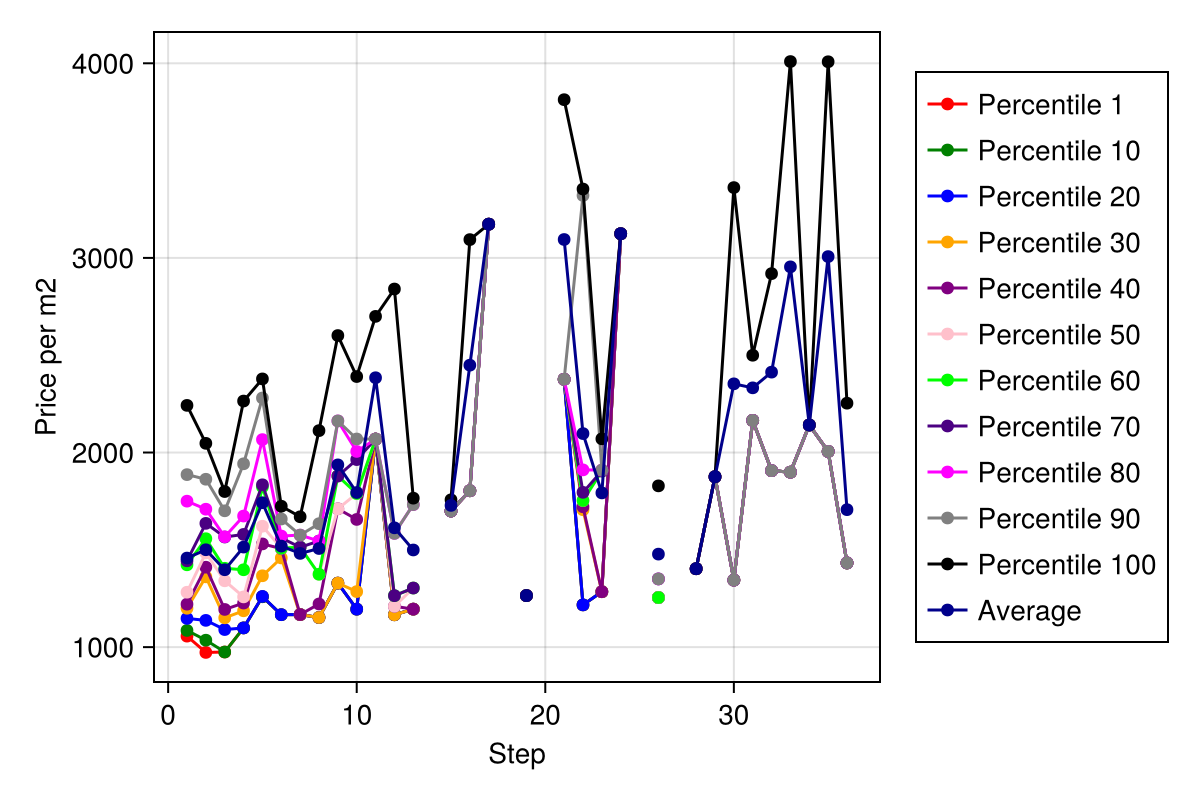 4000
3000
2000
1000
Price per m2
0 10 20 30
Step
Percentile 1
Percentile 10
Percentile 20
Percentile 30
Percentile 40
Percentile 50
Percentile 60
Percentile 70
Percentile 80
Percentile 90
Percentile 100
Average